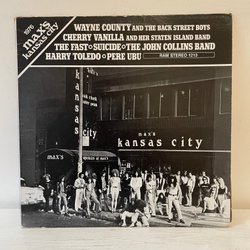 1976
max's
kansas city
WAYNE COUNTY AND THE BACK STREET BOYS
CHERRY VANILLA AND HER STATEN ISLAND BAND
THE FAST○SUICIDE○THE JOHN COLLINS BAND
HARRY TOLEDO○PERE UBU
RAM STEREO 1213
max's
kansas city
city
max's